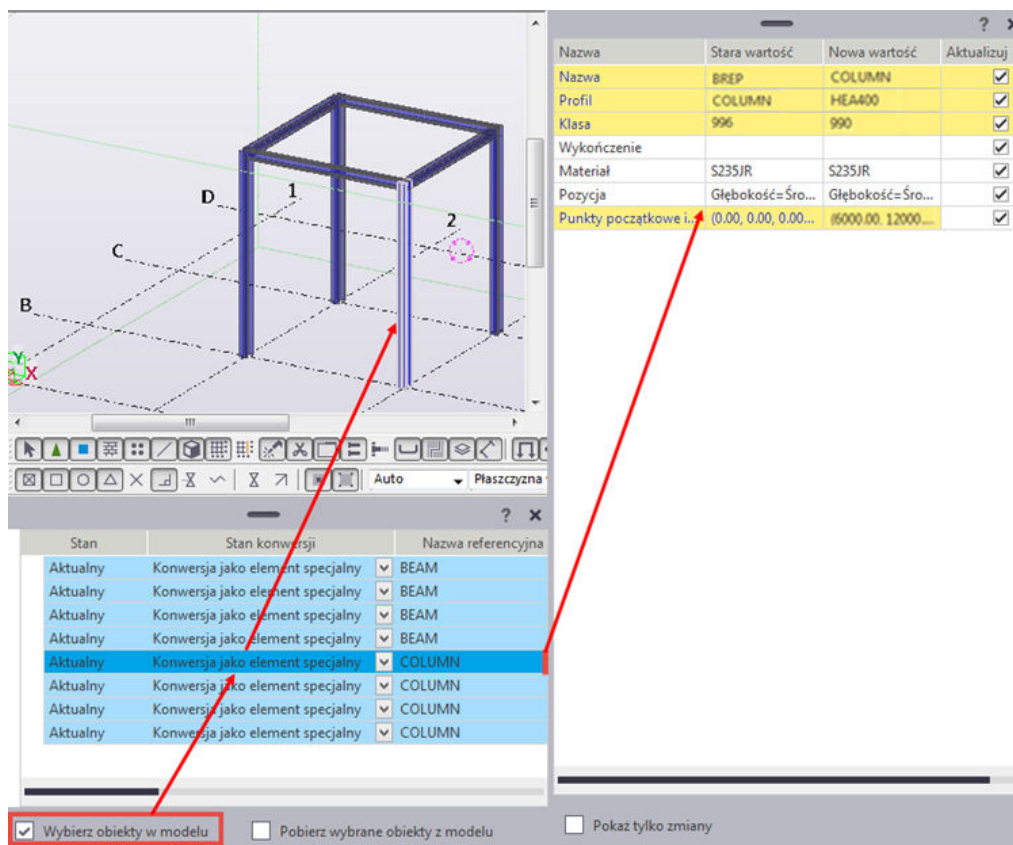 D
1
2
C
B
Y
X
Auto
Płaszczyzna
?
Stan Stan konwersji Nazwa referencyjna
Aktualny Konwersja jako element specjalny BEAM
Aktualny Konwersja jako element specjalny BEAM
Aktualny Konwersja jako element specjalny BEAM
Aktualny Konwersja jako element specjalny BEAM
Aktualny Konwersja jako element specjalny COLUMN
Aktualny Konwersja jako element specjalny COLUMN
Aktualny Konwersja jako element specjalny COLUMN
Aktualny Konwersja jako element specjalny COLUMN
Wybierz obiekty w modelu Pobierz wybrane obiekty z modelu
?
Nazwa Stara wartość Nowa wartość Aktualizuj
Nazwa BREP COLUMN
Profil COLUMN HEA400
Klasa 996 990
Wykończenie
Materiał S235JR S235JR
Pozycja Głębokość=Śro... Głębokość=Śro...
Punkty początkowe i... (0.00, 0.00, 0.00... (6000.00, 12000....
Pokaż tylko zmiany